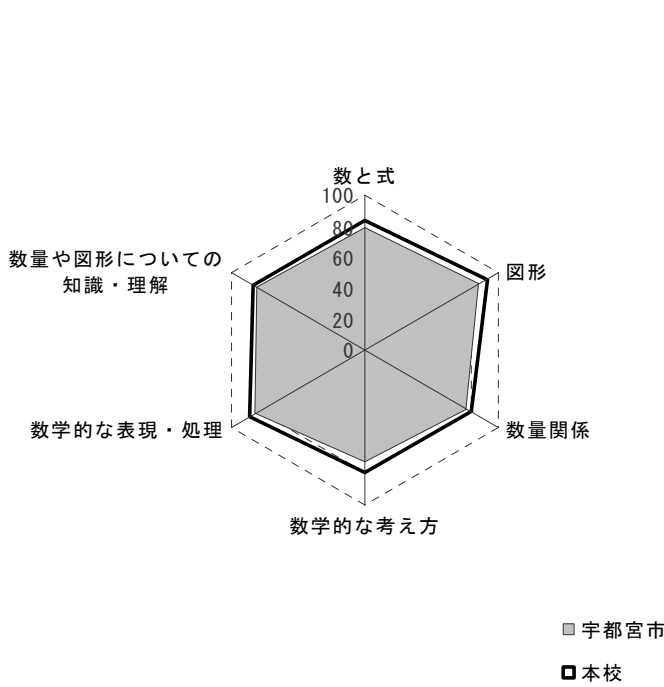 数と式
100
80
60
40
20
0
図形
数量関係
数学的な考え方
数学的な表現・処理
数量や図形についての
知識・理解
宇都宮市
本校